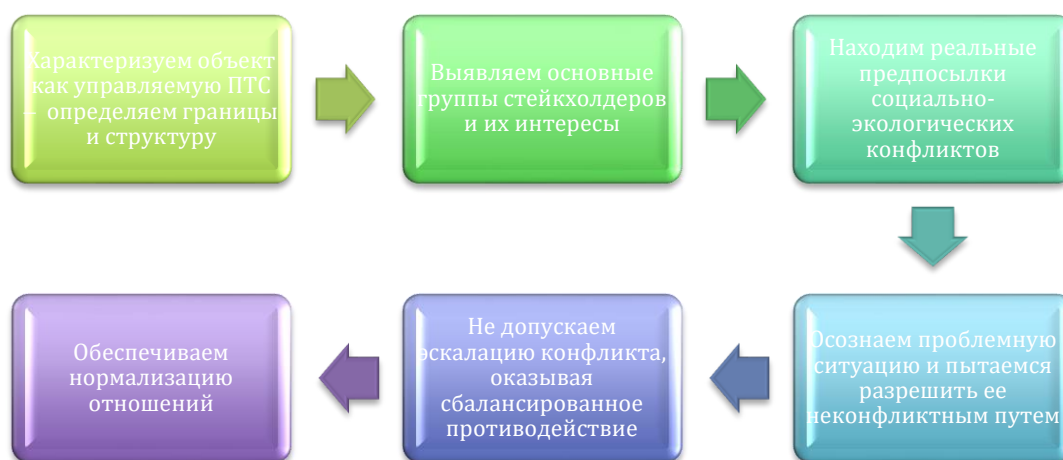 Характеризуем объект
как управляемую ПТС
– определяем границы
и структуру
Выявляем основные
группы стейкхолдеров
и их интересы
Находим реальные
предпосылки
социально-
экологических
конфликтов
Осознаем проблемную
ситуацию и пытаемся
разрешить ее
неконфликтным путем
Не допускаем
эскалацию конфликта,
оказывая
сбалансированное
противодействие
Обеспечиваем
нормализацию
отношений